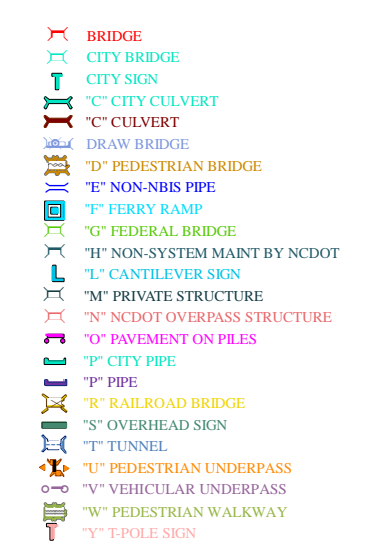 BRIDGE
CITY BRIDGE
CITY SIGN
"C" CITY CULVERT
"C" CULVERT
DRAW BRIDGE
"D" PEDESTRIAN BRIDGE
"E" NON-NBIS PIPE
"F" FERRY RAMP
"G" FEDERAL BRIDGE
"H" NON-SYSTEM MAINT BY NCDOT
"L" CANTILEVER SIGN
"M" PRIVATE STRUCTURE
"N" NCDOT OVERPASS STRUCTURE
"O" PAVEMENT ON PILES
"P" CITY PIPE
"P" PIPE
"R" RAILROAD BRIDGE
"S" OVERHEAD SIGN
"T" TUNNEL
"U" PEDESTRIAN UNDERPASS
"V" VEHICULAR UNDERPASS
"W" PEDESTRIAN WALKWAY
"Y" T-POLE SIGN